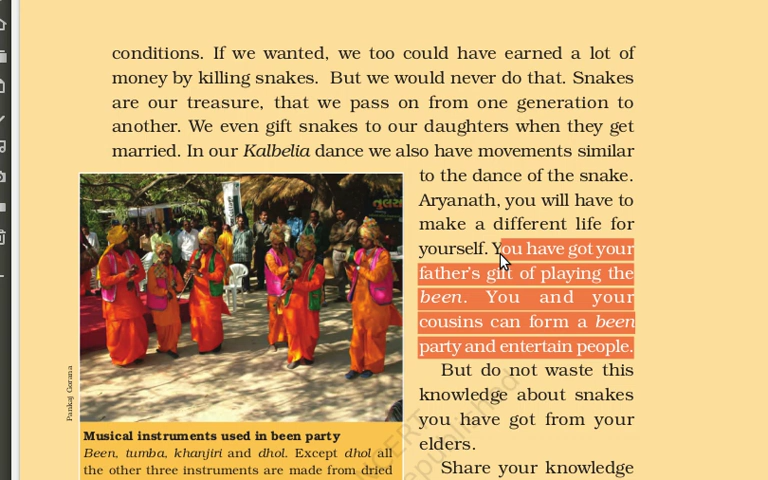 conditions. If we wanted, we too could have earned a lot of
money by killing snakes. But we would never do that. Snakes
are our treasure, that we pass on from one generation to
another. We even gift snakes to our daughters when they get
married. In our Kalbelia dance we also have movements similar
to the dance of the snake.
Aryanath, you will have to
make a different life for
yourself. You have got your
father's gift of playing the
been. You and your
cousins can form a been
party and entertain people.
But do not waste this
knowledge about snakes
you have got from your
elders.
Share your knowledge
Pankaj Gorana
Musical instruments used in been party
Been, tumba, khanjiri and dhol. Except dhol all
the other three instruments are made from dried